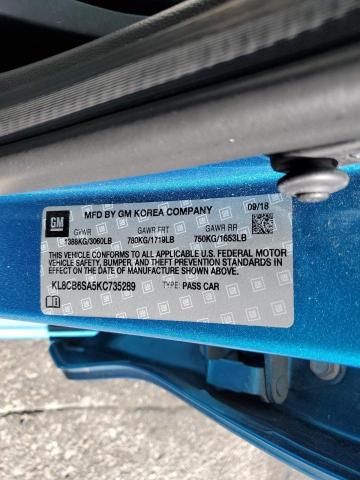 GM
MFD BY GM KOREA COMPANY
09/18
GVWR GAWR FRT GAWR RR
1388KG/3060LB 780KG/1719LB 750KG/1653LB
THIS VEHICLE CONFORMS TO ALL APPLICABLE U.S. FEDERAL MOTOR
VEHICLE SAFETY, BUMPER, AND THEFT PREVENTION STANDARDS
IN EFFECT ON THE DATE OF MANUFACTURE SHOWN ABOVE.
KL8CB6SA5KC735289 TYPE: PASS CAR